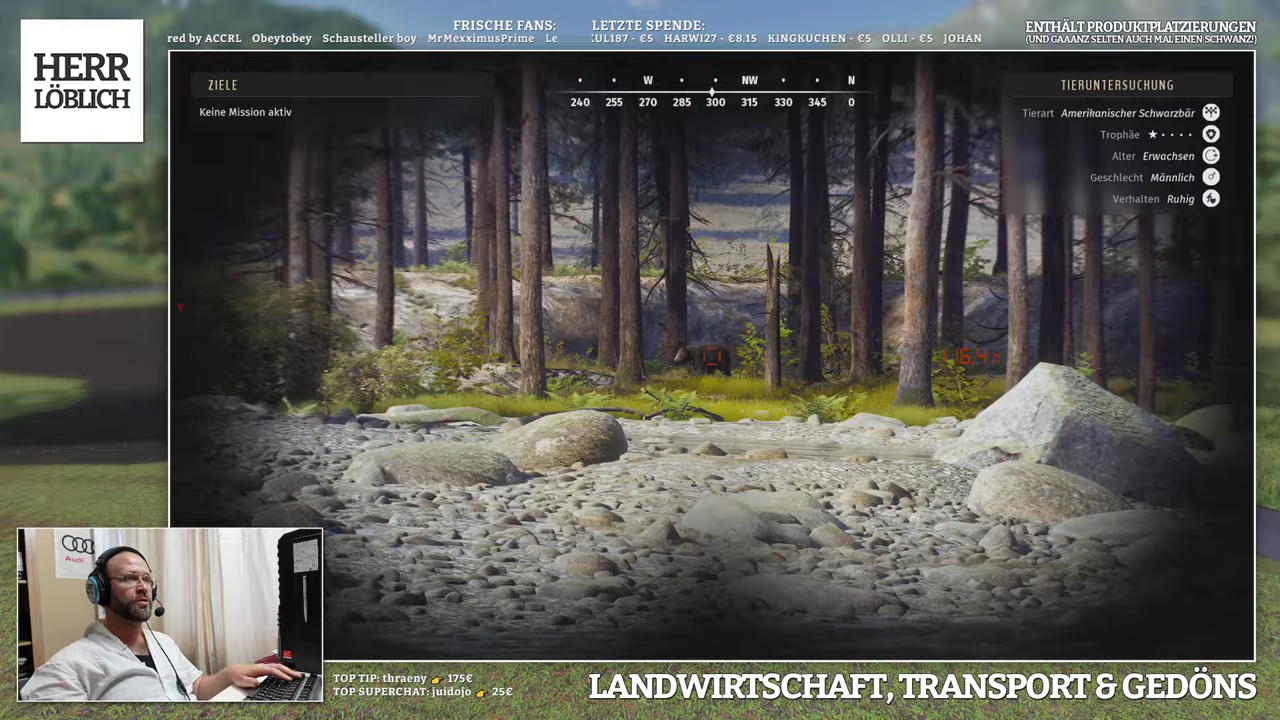 HERR
LÖBLICH
FRISCHE FANS:
red by ACCRL Obeytobey Schausteller boy MrMexximusPrime Le
LETZTE SPENDE:
:UL187 - €5 HARWI27 - €8.15 KINGKUCHEN - €5 OLLI - €5 JOHAN
ENTHÄLT PRODUKTPLATZIERUNGEN
(UND GAAANZ SELTEN AUCH MAL EINEN SCHWANZ!)
ZIELE
Keine Mission aktiv
W NW N
240 255 270 285 300 315 330 345 0
TIERUNTERSUCHUNG
Tierart Amerikanischer Schwarzbär
Trophäe
Alter Erwachsen
Geschlecht Männlich
Verhalten Ruhig
116.4 m
Audi
TOP TIP: thraeny 👉 175€
TOP SUPERCHAT: juidojo 👉 25€
LANDWIRTSCHAFT, TRANSPORT & GEDÖNS